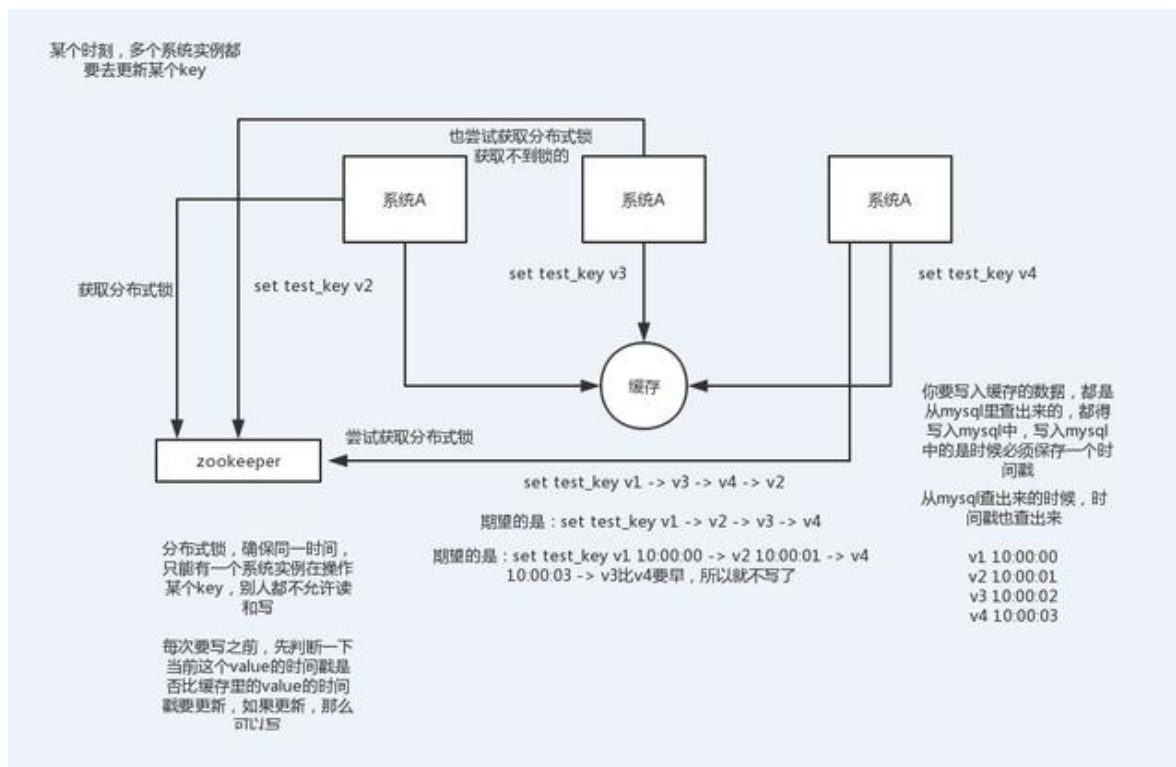 某个时刻，多个系统实例都
要去更新某个key
也尝试获取分布式锁
获取不到锁的
系统A
系统A
系统A
获取分布式锁
set test_key v2
set test_key v3
set test_key v4
缓存
你要写入缓存的数据，都是
从mysql里查出来的，都得
写入mysql中，写入mysql
中的是时候必须保存一个时
间戳
尝试获取分布式锁
zookeeper
set test_key v1 -> v3 -> v4 -> v2
从mysql查出来的时候，时
间戳也查出来
期望的是：set test_key v1 -> v2 -> v3 -> v4
期望的是：set test_key v1 10:00:00 -> v2 10:00:01 -> v4
10:00:03 -> v3比v4要早，所以就不写了
v1 10:00:00
v2 10:00:01
v3 10:00:02
v4 10:00:03
分布式锁，确保同一时间，
只能有一个系统实例在操作
某个key，别人都不允许读
和写
每次要写之前，先判断一下
当前这个value的时间戳是
否比缓存里的value的时间
戳要更新，如果更新，那么
可以写